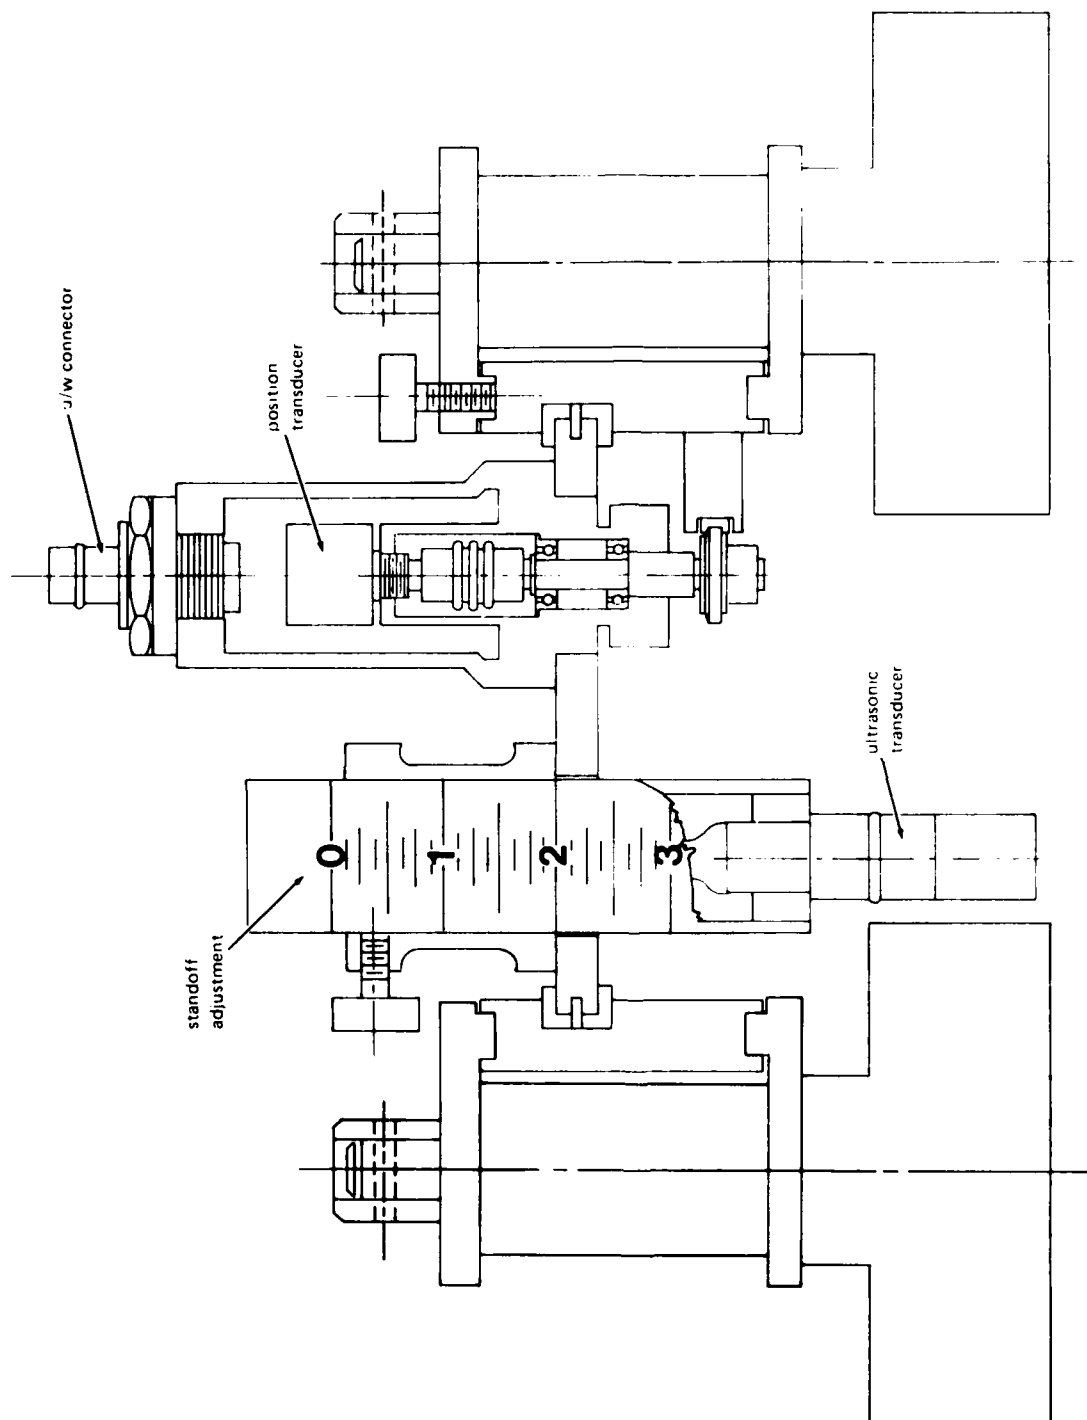 u/w connector
position
transducer
standoff
adjustment
0
1
2
3
ultrasonic
transducer